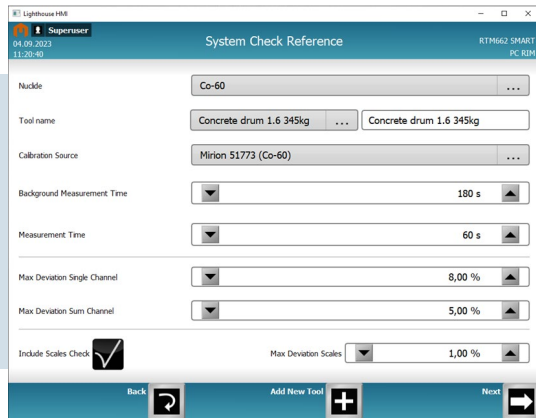 Lighthouse HMI
Superuser
04.09.2023
11:20:40
System Check Reference
RTM662 SMART
PC RIM
Nuclide Co-60 ...
Tool name Concrete drum 1.6 345kg ... Concrete drum 1.6 345kg
Calibration Source Mirion 51773 (Co-60) ...
Background Measurement Time 180 s
Measurement Time 60 s
Max Deviation Single Channel 8,00 %
Max Deviation Sum Channel 5,00 %
Include Scales Check Max Deviation Scales 1,00 %
Back Add New Tool Next